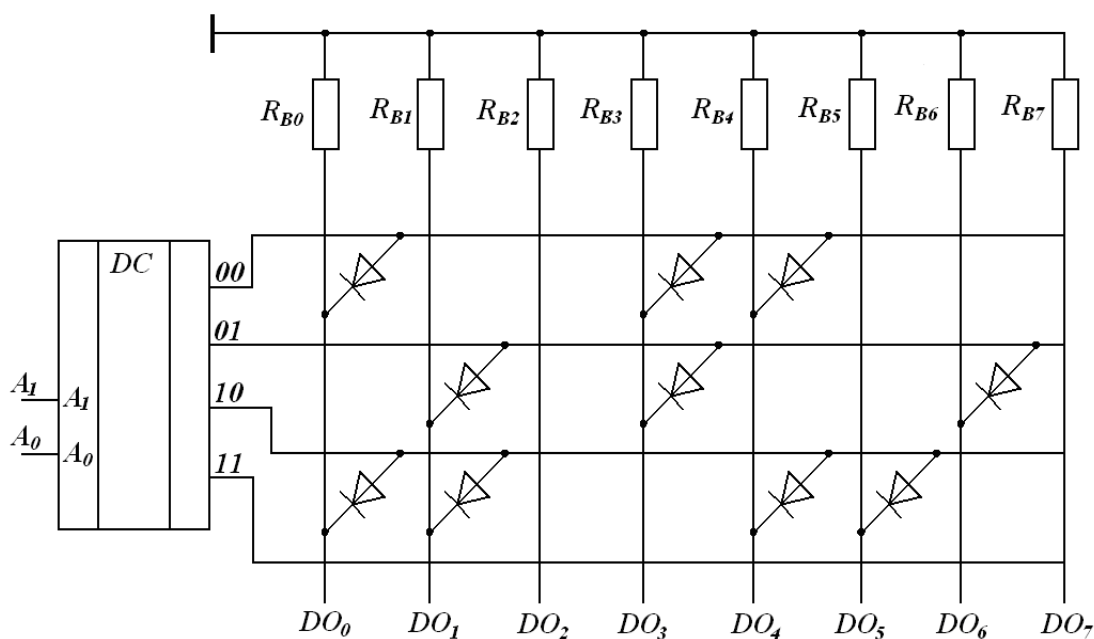 R_B0 R_B1 R_B2 R_B3 R_B4 R_B5 R_B6 R_B7
DC
00
01
A_1 A_1
10
A_0 A_0
11
DO_0 DO_1 DO_2 DO_3 DO_4 DO_5 DO_6 DO_7